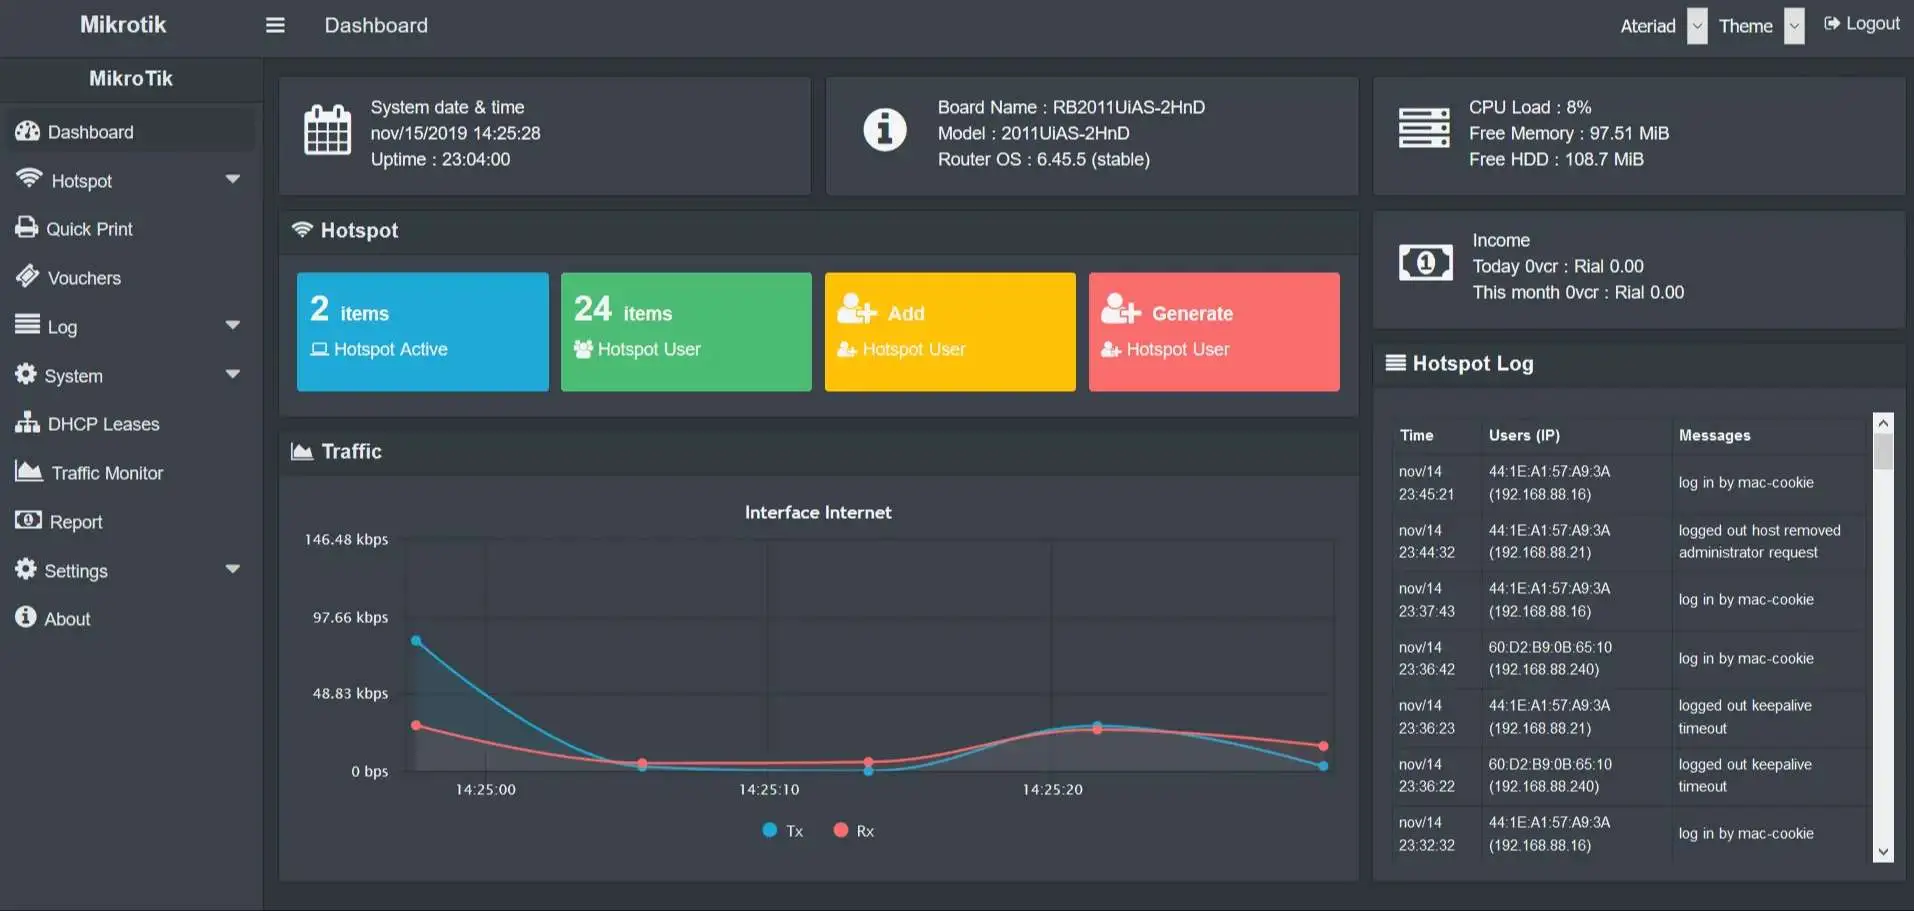 Mikrotik
Dashboard
Ateriad
Theme
Logout
MikroTik
Dashboard
Hotspot
Quick Print
Vouchers
Log
System
DHCP Leases
Traffic Monitor
Report
Settings
About
System date & time
nov/15/2019 14:25:28
Uptime : 23:04:00
Board Name : RB2011UiAS-2HnD
Model : 2011UiAS-2HnD
Router OS : 6.45.5 (stable)
CPU Load : 8%
Free Memory : 97.51 MiB
Free HDD : 108.7 MiB
Hotspot
2 items
Hotspot Active
24 items
Hotspot User
Add
Hotspot User
Generate
Hotspot User
Income
Today 0vcr : Rial 0.00
This month 0vcr : Rial 0.00
Traffic
Interface Internet
146.48 kbps
97.66 kbps
48.83 kbps
0 bps
14:25:00
14:25:10
14:25:20
Tx
Rx
Hotspot Log
Time Users (IP) Messages
nov/14 44:1E:A1:57:A9:3A
23:45:21 (192.168.88.16)
log in by mac-cookie
nov/14 44:1E:A1:57:A9:3A logged out host removed
23:44:32 (192.168.88.21) administrator request
nov/14 44:1E:A1:57:A9:3A
23:37:43 (192.168.88.16)
log in by mac-cookie
nov/14 60:D2:B9:0B:65:10
23:36:42 (192.168.88.240)
log in by mac-cookie
nov/14 44:1E:A1:57:A9:3A logged out keepalive
23:36:23 (192.168.88.21) timeout
nov/14 60:D2:B9:0B:65:10 logged out keepalive
23:36:22 (192.168.88.240) timeout
nov/14 44:1E:A1:57:A9:3A
23:32:32 (192.168.88.16)
log in by mac-cookie